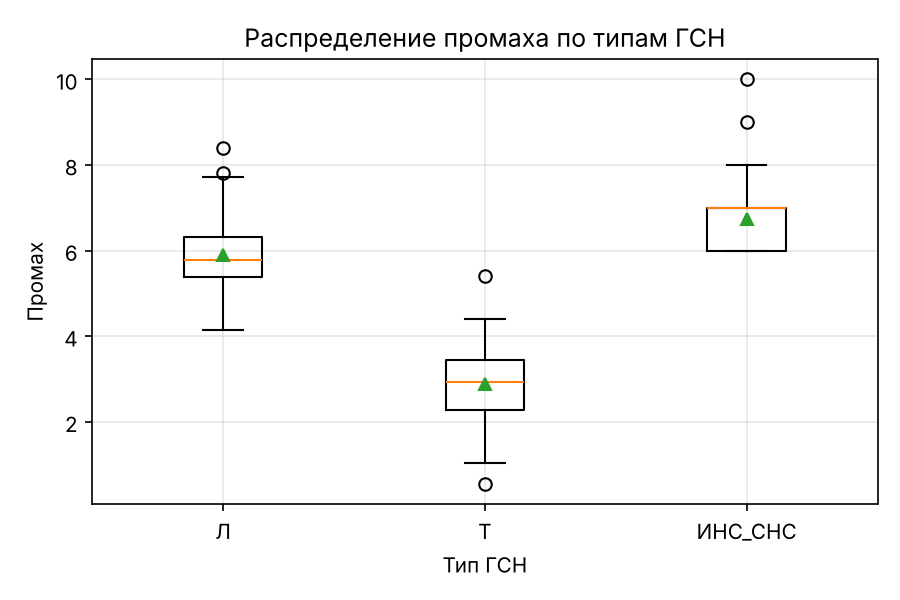 Распределение промаха по типам ГСН
Промах
10
8
6
4
2
Л
Т
ИНС_СНС
Тип ГСН